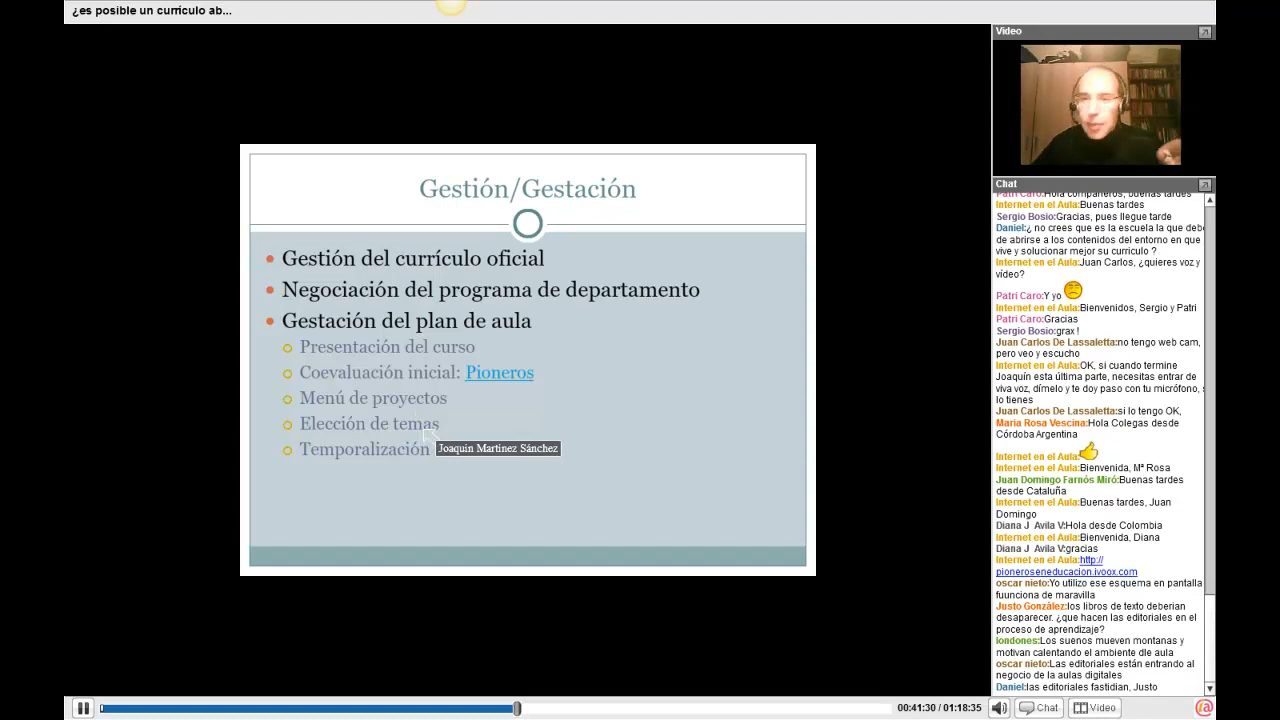 ¿es posible un curriculo ab...
Gestión/Gestación
Gestión del currículo oficial
Negociación del programa de departamento
Gestación del plan de aula
Presentación del curso
Coevaluación inicial: Pioneros
Menú de proyectos
Elección de temas
Temporalización
Joaquin Martínez Sánchez
Video
Chat
Patri Caro:Hola compañeros, buenas tardes
Internet en el Aula:Buenas tardes
Sergio Bosio:Gracias, pues llegue tarde
Daniel:¿ no crees que es la escuela la que debe
de abrirse a los contenidos del entorno en que
vive y solucionar mejor su curriculo ?
Internet en el Aula:Juan Carlos, ¿quieres voz y
vídeo?
Patri Caro:Y yo
Internet en el Aula:Bienvenidos, Sergio y Patri
Patri Caro:Gracias
Sergio Bosio:grax !
Juan Carlos De Lassaletta:no tengo web cam,
pero veo y escucho
Internet en el Aula:OK, si cuando termine
Joaquín esta última parte, necesitas entrar de
viva voz, dímelo y te doy paso con tu micrófono, si
lo tienes
Juan Carlos De Lassaletta:si lo tengo OK,
Maria Rosa Vescina:Hola Colegas desde
Córdoba Argentina
Internet en el Aula:
Internet en el Aula:Bienvenida, Mª Rosa
Juan Domingo Farnós Miró:Buenas tardes
desde Cataluña
Internet en el Aula:Buenas tardes, Juan
Domingo
Diana J Avila V:Hola desde Colombia
Internet en el Aula:Bienvenida, Diana
Diana J Avila V:gracias
Internet en el Aula:http://
pioneroseneducacion.ivoox.com
oscar nieto:Yo utilizo ese esquema en pantalla
fuunciona de maravilla
Justo González:los libros de texto deberian
desaparecer. ¿que hacen las editoriales en el
proceso de aprendizaje?
londones:Los suenos mueven montanas y
motivan calentando el ambiente dle aula
oscar nieto:Las editoriales están entrando al
negocio de la aulas digitales
Daniel:las editoriales fastidian, Justo
00:41:30 / 01:18:35
Chat
Video